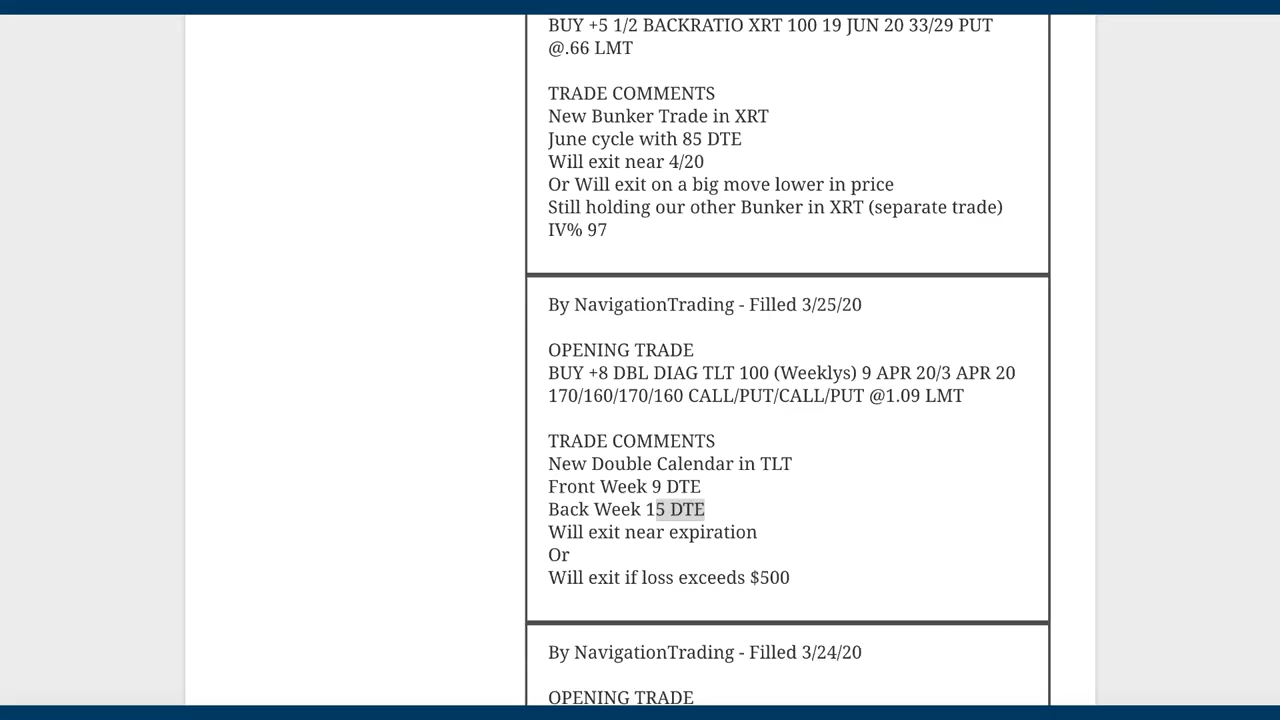 BUY +5 1/2 BACKRATIO XRT 100 19 JUN 20 33/29 PUT
@.66 LMT
TRADE COMMENTS
New Bunker Trade in XRT
June cycle with 85 DTE
Will exit near 4/20
Or Will exit on a big move lower in price
Still holding our other Bunker in XRT (separate trade)
IV% 97
By NavigationTrading - Filled 3/25/20
OPENING TRADE
BUY +8 DBL DIAG TLT 100 (Weeklys) 9 APR 20/3 APR 20
170/160/170/160 CALL/PUT/CALL/PUT @1.09 LMT
TRADE COMMENTS
New Double Calendar in TLT
Front Week 9 DTE
Back Week 15 DTE
Will exit near expiration
Or
Will exit if loss exceeds $500
By NavigationTrading - Filled 3/24/20
OPENING TRADE